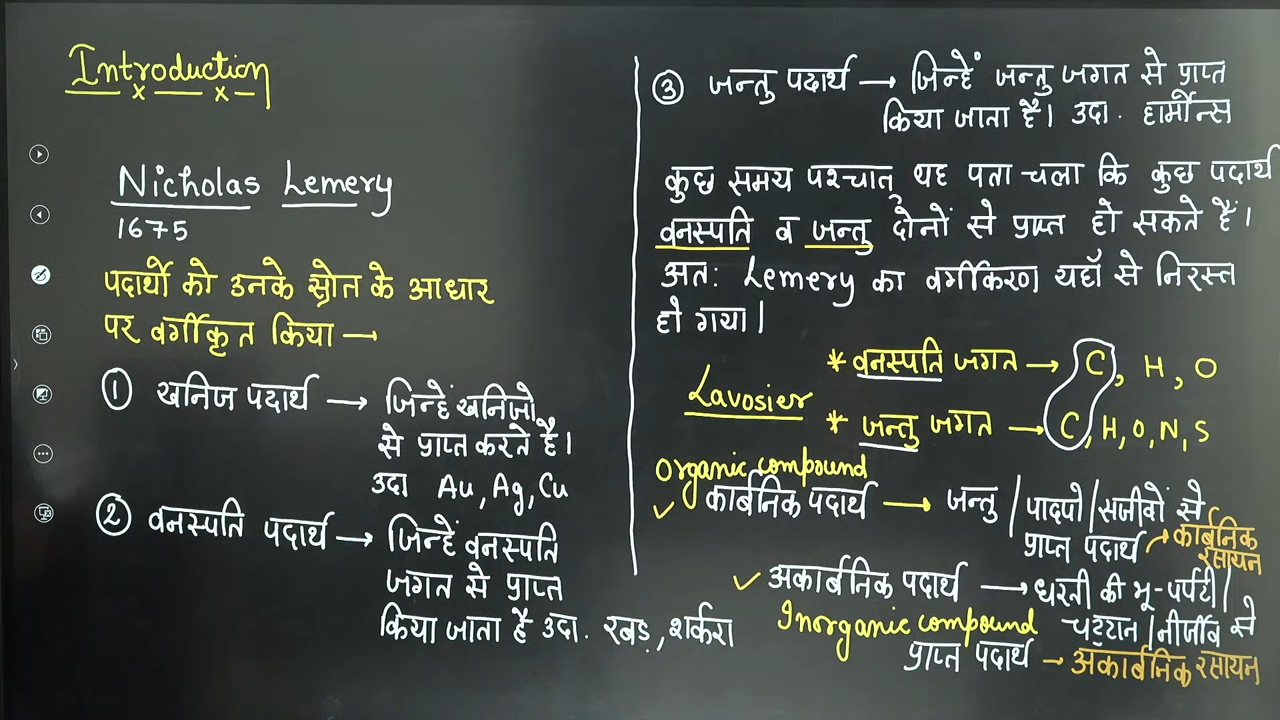 Introduction
Nicholas Lemery
1675
पदार्थो को उनके स्रोत के आधार
पर वर्गीकृत किया →
① खनिज पदार्थ → जिन्हें खनिजो
से प्राप्त करते है।
उदा Au, Ag, Cu
② वनस्पति पदार्थ → जिन्हें वनस्पति
जगत से प्राप्त
किया जाता है उदा. रबड़, शर्करा
③ जन्तु पदार्थ → जिन्हें जन्तु जगत से प्राप्त
किया जाता है। उदा. हार्मोन्स
कुछ समय पश्चात् यह पता चला कि कुछ पदार्थ
वनस्पति व जन्तु दोनों से प्राप्त हो सकते हैं।
अतः Lemery का वर्गीकरण यहाँ से निरस्त
हो गया।
Lavosier
* वनस्पति जगत → C, H, O
* जन्तु जगत → C, H, O, N, S
Organic compound
✓ कार्बनिक पदार्थ → जन्तु / पादपो / सजीवों से
प्राप्त पदार्थ → कार्बनिक
रसायन
✓ अकार्बनिक पदार्थ → धरती की भू-पर्पटी /
Inorganic compound चट्टान / नीर्जीव से
प्राप्त पदार्थ → अकार्बनिक रसायन